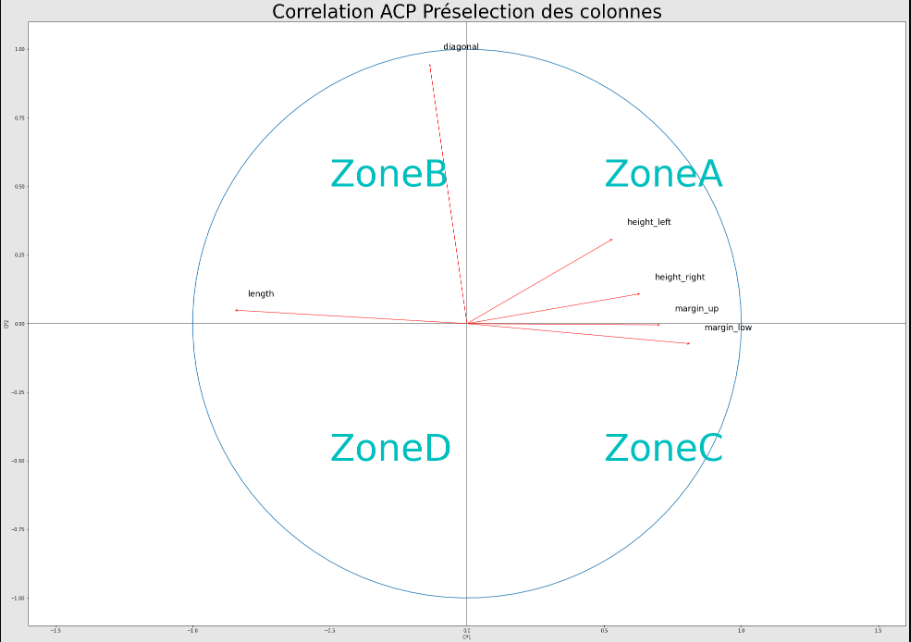 Correlation ACP Préselection des colonnes
1.00
diagonal
0.75
ZoneB ZoneA
0.50
height_left
0.25
height_right
length
margin_up
0.00
margin_low
−0.25
ZoneD ZoneC
−0.50
−0.75
−1.00
−1.5 −1.0 −0.5 0.0 0.5 1.0 1.5